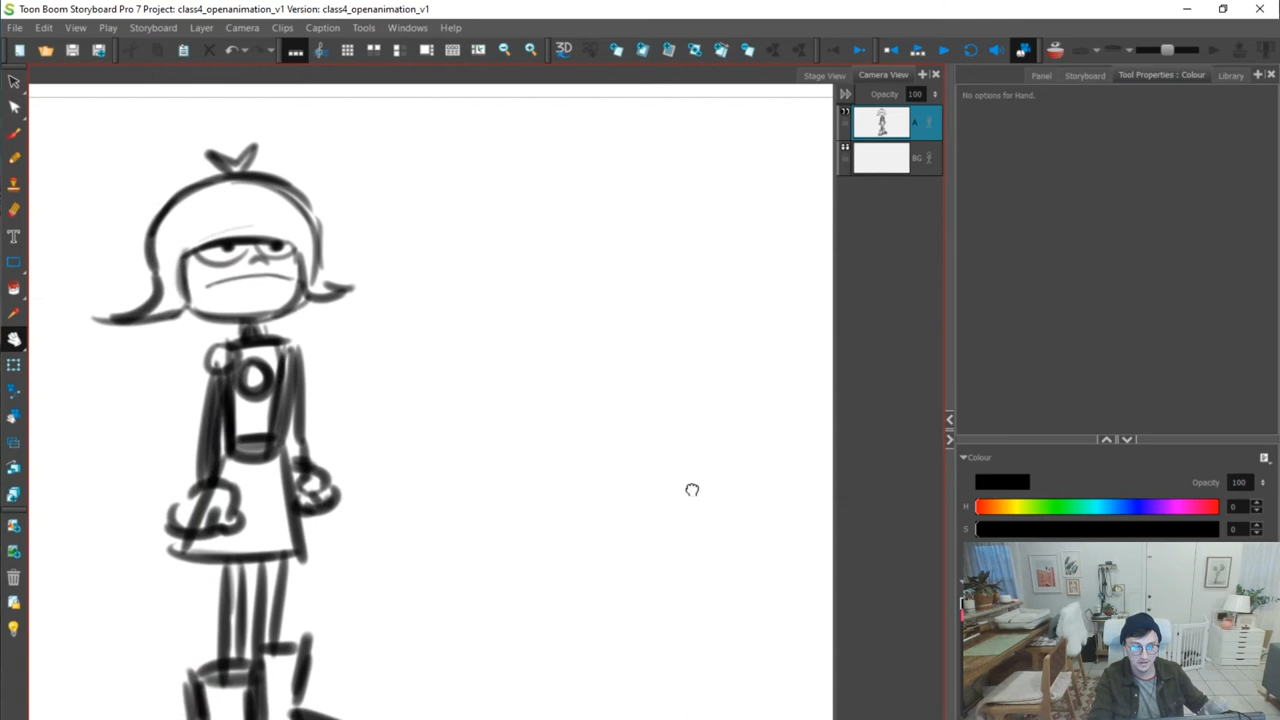 Toon Boom Storyboard Pro 7 Project: class4_openanimation_v1 Version: class4_openanimation_v1
File Edit View Play Storyboard Layer Camera Clips Caption Tools Windows Help
3D
Stage View Camera View Panel Storyboard Tool Properties : Colour Library
Opacity 100
No options for Hand.
A
BG
Colour
Opacity 100
H 0
S 0